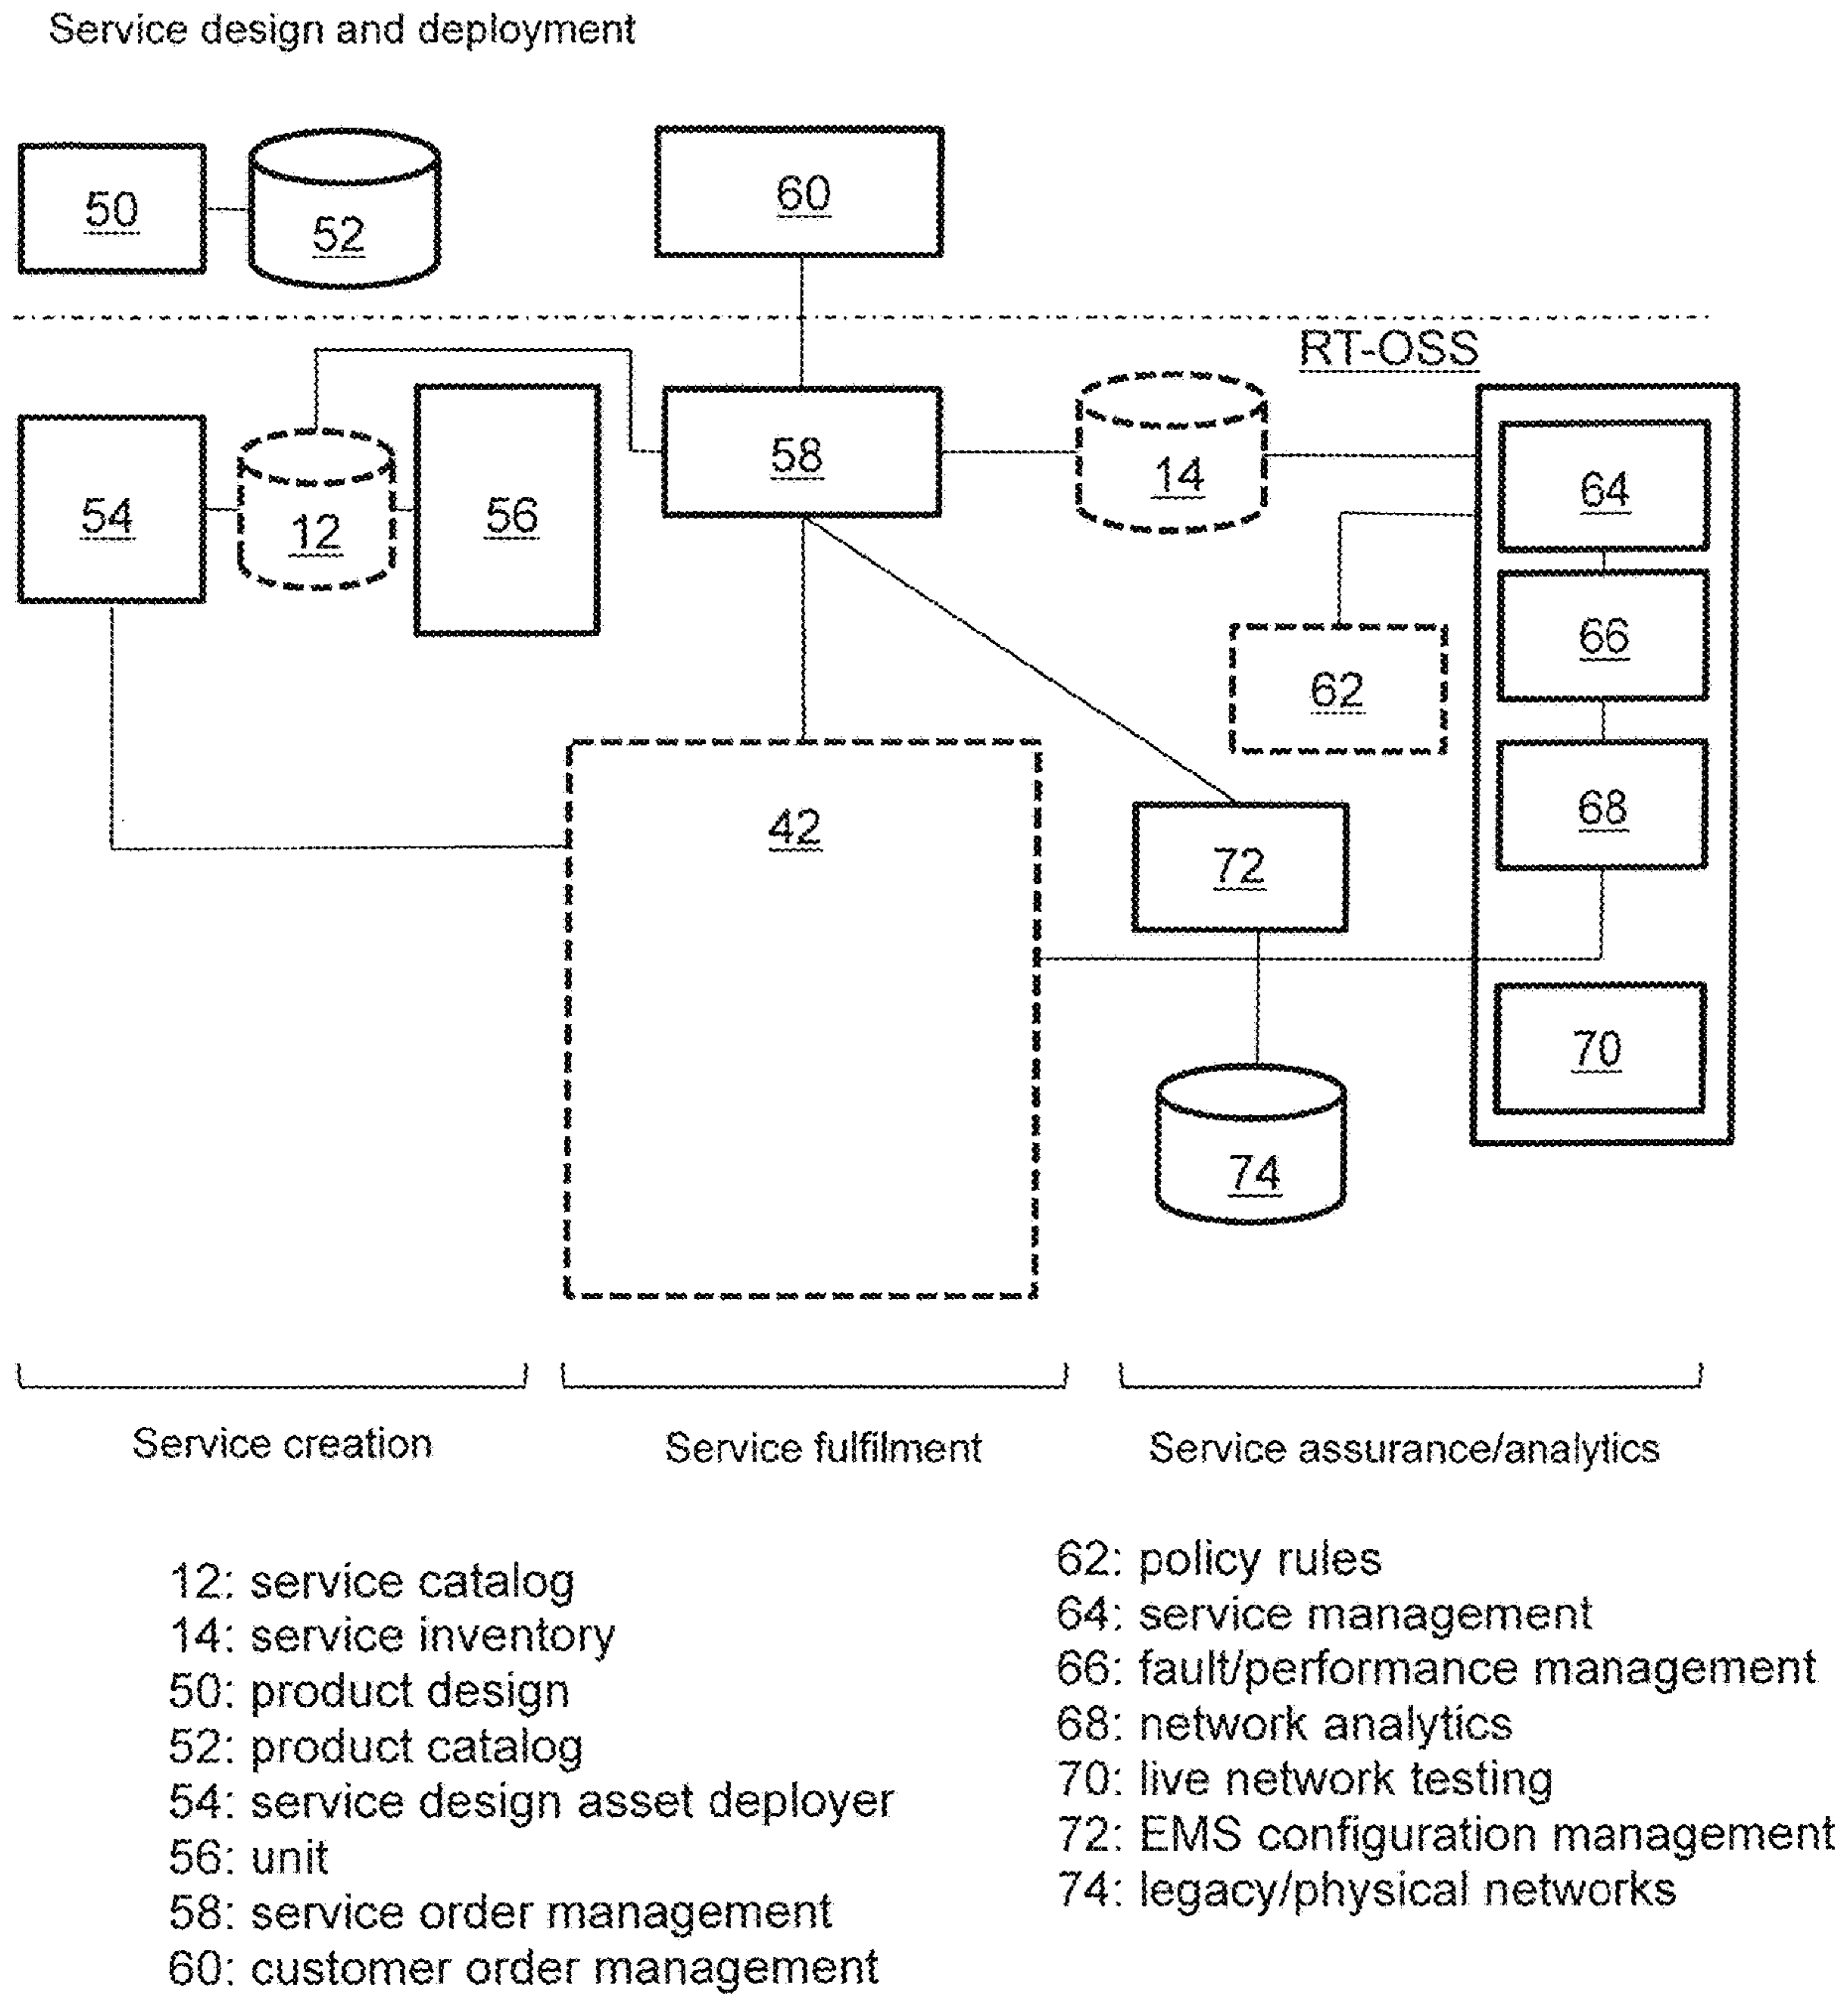 Service design and deployment
50
52
60
RT-OSS
54
12
56
58
14
64
62
66
42
72
68
70
74
Service creation
Service fulfilment
Service assurance/analytics
12: service catalog
14: service inventory
50: product design
52: product catalog
54: service design asset deployer
56: unit
58: service order management
60: customer order management
62: policy rules
64: service management
66: fault/performance management
68: network analytics
70: live network testing
72: EMS configuration management
74: legacy/physical networks